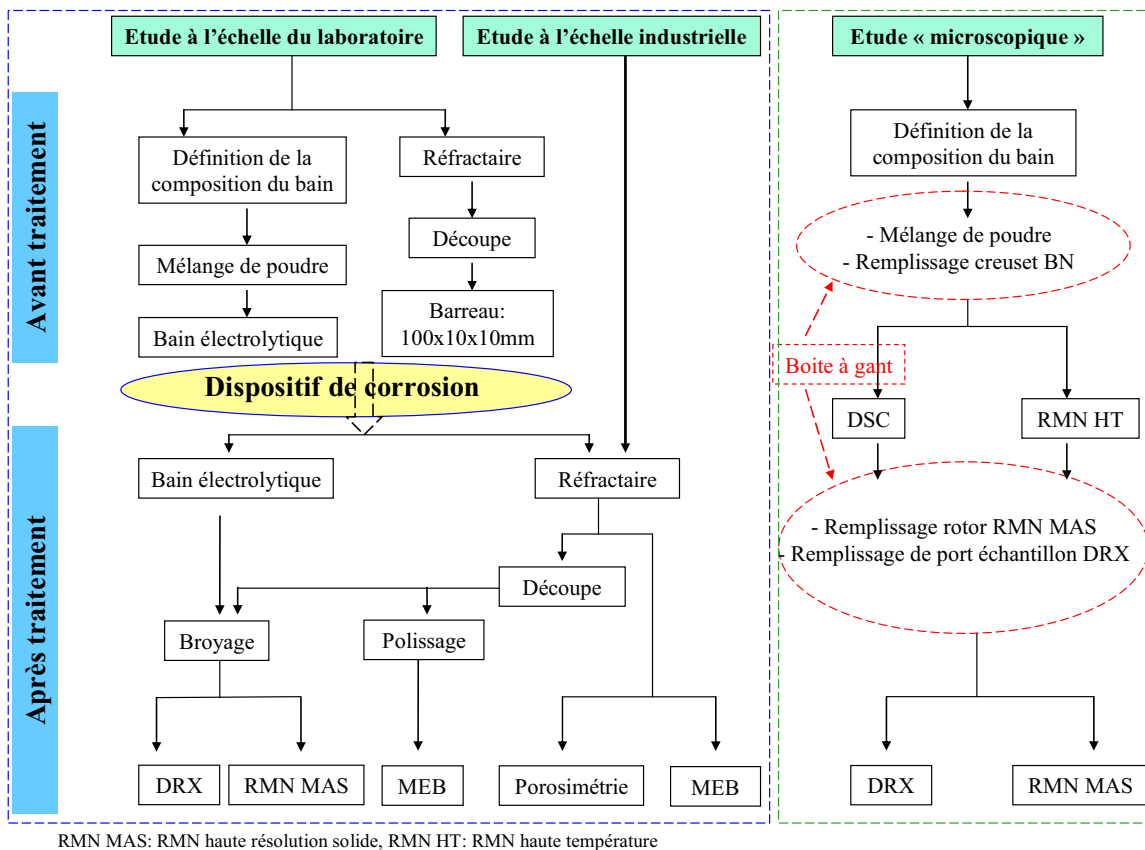 Etude à l'échelle du laboratoire
Etude à l'échelle industrielle
Etude « microscopique »
Avant traitement
Définition de la
composition du bain
Réfractaire
Définition de la
composition du bain
Mélange de poudre
Découpe
- Mélange de poudre
- Remplissage creuset BN
Bain électrolytique
Barreau:
100x10x10mm
Boite à gant
Dispositif de corrosion
DSC
RMN HT
Après traitement
Bain électrolytique
Réfractaire
- Remplissage rotor RMN MAS
- Remplissage de port échantillon DRX
Découpe
Broyage
Polissage
DRX
RMN MAS
MEB
Porosimétrie
MEB
DRX
RMN MAS
RMN MAS: RMN haute résolution solide, RMN HT: RMN haute température